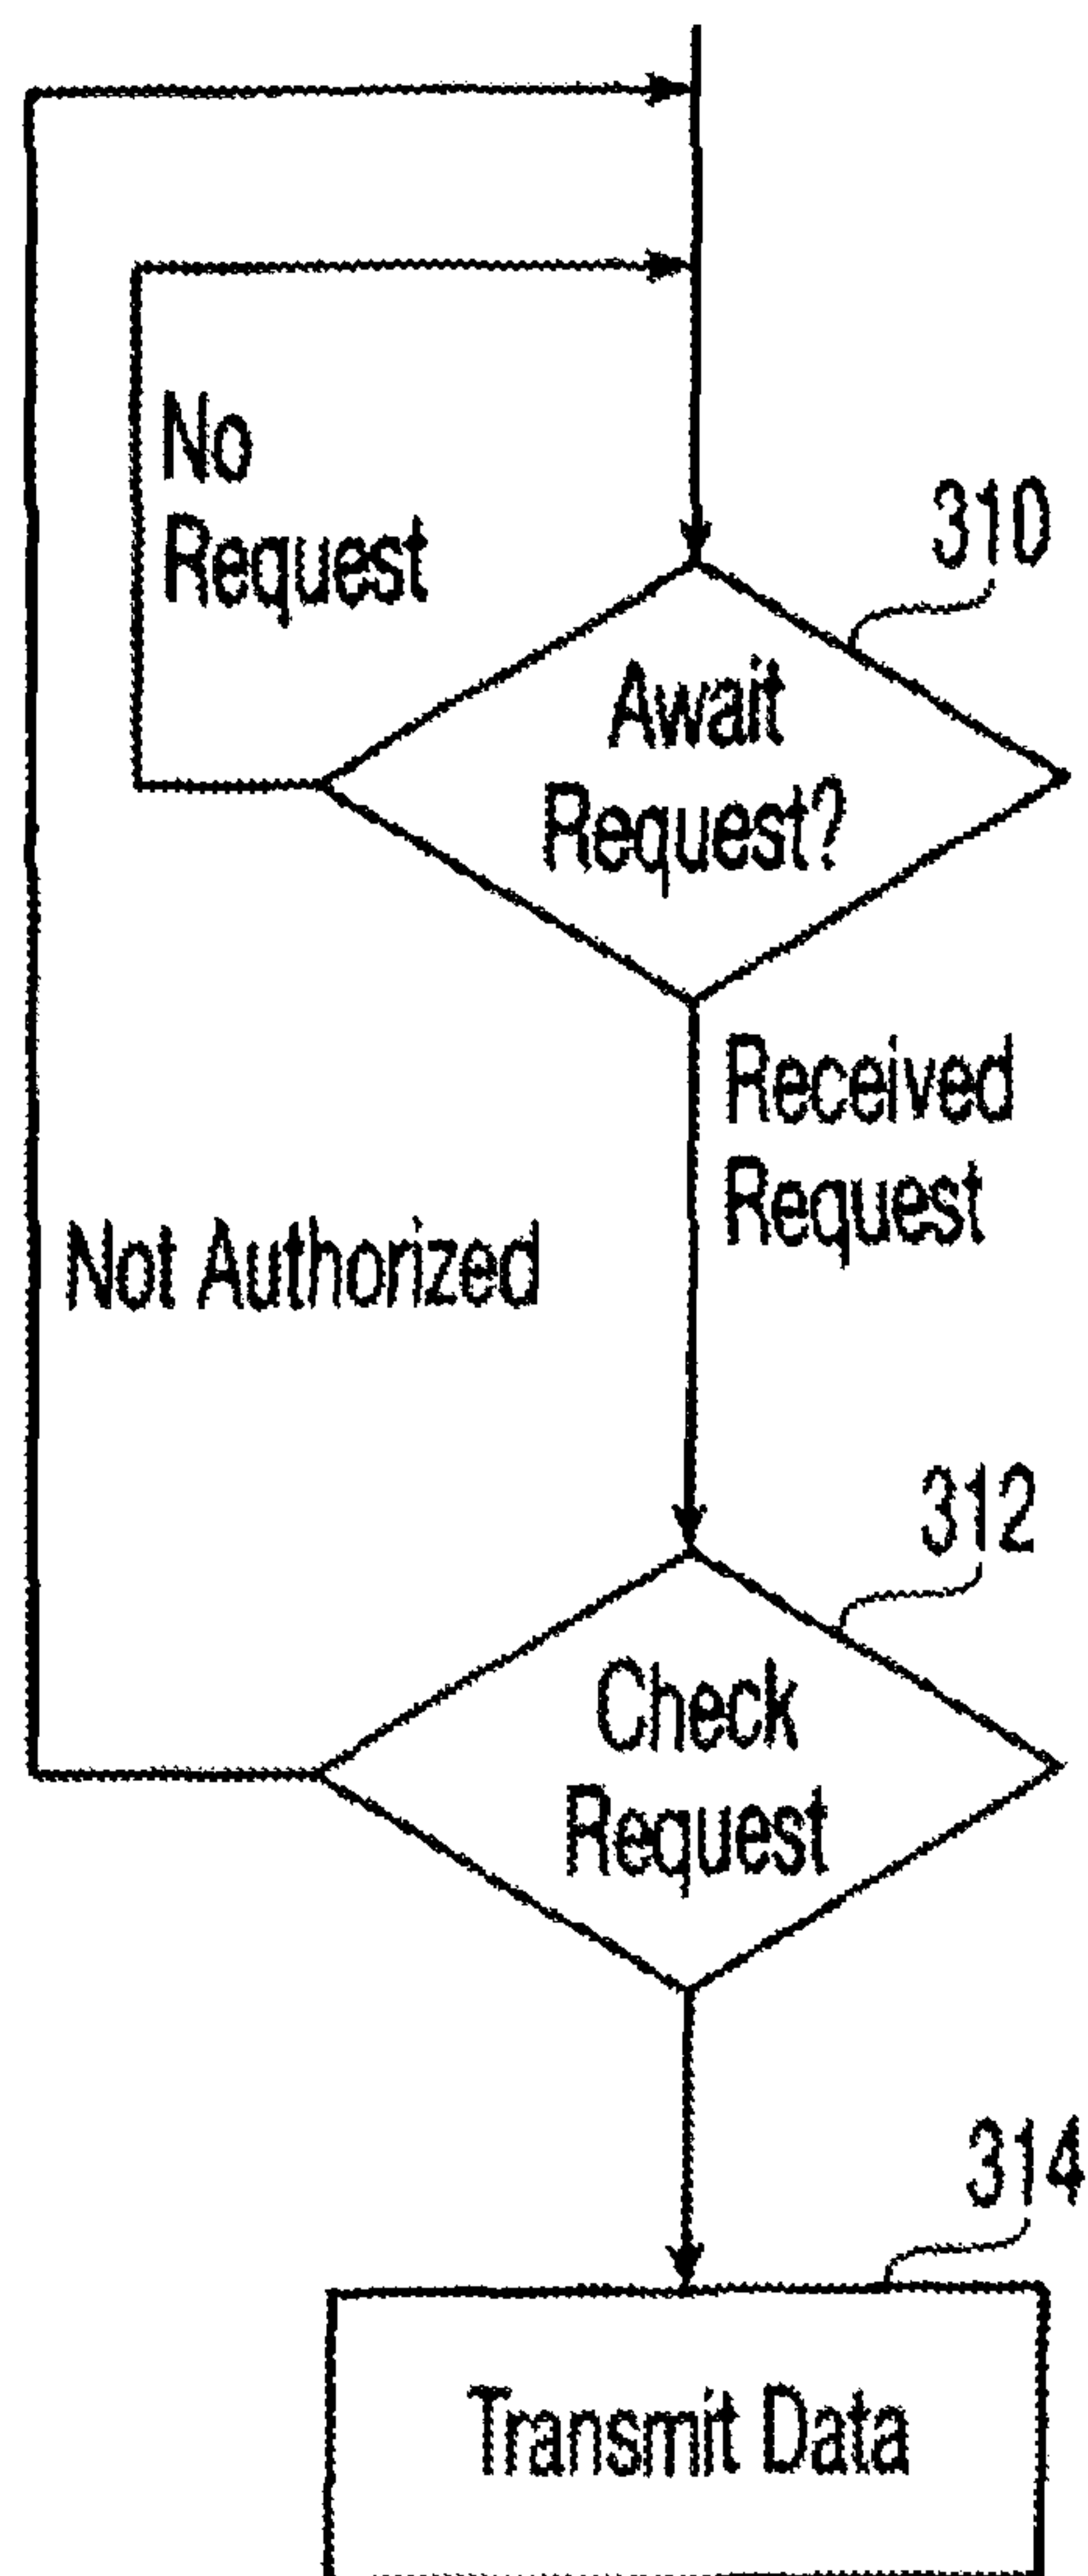 No
Request
310
Await
Request?
Received
Request
Not Authorized
312
Check
Request
314
Transmit Data